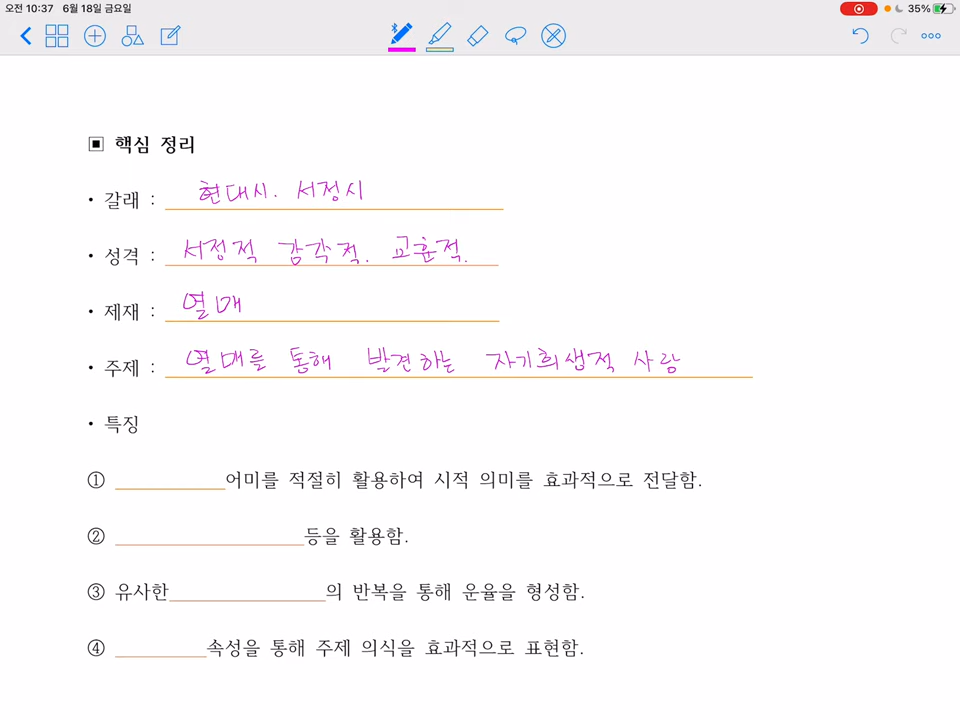 오전 10:37 6월 18일 금요일 35%
▣ 핵심 정리
• 갈래 : 현대시. 서정시
• 성격 : 서정적 감각적. 교훈적.
• 제재 : 열매
• 주제 : 열매를 통해 발견하는 자기희생적 사랑
• 특징
① 어미를 적절히 활용하여 시적 의미를 효과적으로 전달함.
② 등을 활용함.
③ 유사한 의 반복을 통해 운율을 형성함.
④ 속성을 통해 주제 의식을 효과적으로 표현함.